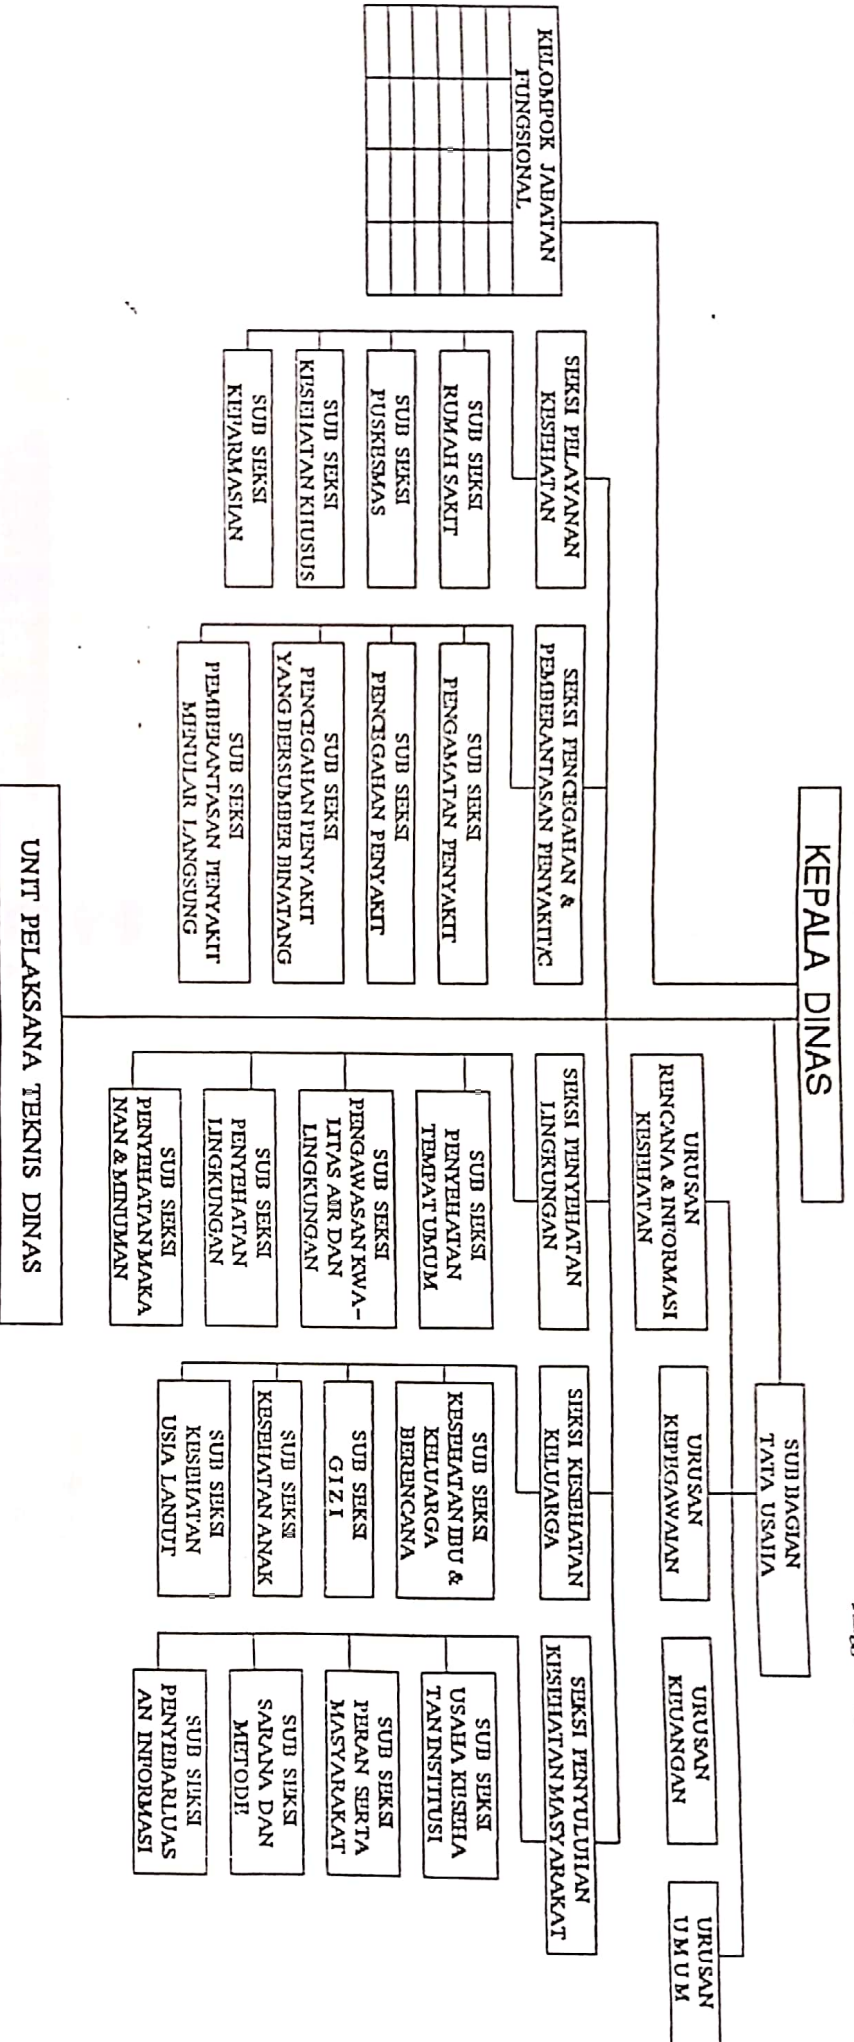 KEPALA DINAS
SUB BAGIAN
TATA USAHA
URUSAN
RENCANA & INFORMASI
KESEHATAN
URUSAN
KEPEGAWAIAN
URUSAN
KEUANGAN
URUSAN
UMUM
KELOMPOK JABATAN
FUNGSIONAL
SEKSI PELAYANAN
KESEHATAN
SUB SEKSI
RUMAH SAKIT
SUB SEKSI
PUSKESMAS
SUB SEKSI
KESEHATAN KHUSUS
SUB SEKSI
KEFARMASIAN
SEKSI PENCEGAHAN &
PEMBERANTASAN PENYAKIT/G
SUB SEKSI
PENGAMATAN PENYAKIT
SUB SEKSI
PENCEGAHAN PENYAKIT
SUB SEKSI
PENCEGAHAN PENYAKIT
YANG BERSUMBER BINATANG
SUB SEKSI
PEMBERANTASAN PENYAKIT
MENULAR LANGSUNG
SEKSI PENYEHATAN
LINGKUNGAN
SUB SEKSI
PENYEHATAN
TEMPAT UMUM
SUB SEKSI
PENGAWASAN KWA-
LITAS AIR DAN
LINGKUNGAN
SUB SEKSI
PENYEHATAN
LINGKUNGAN
SUB SEKSI
PENYEHATAN MAKA
NAN & MINUMAN
SEKSI KESEHATAN
KELUARGA
SUB SEKSI
KESEHATAN IBU &
KELUARGA
BERENCANA
SUB SEKSI
G I Z I
SUB SEKSI
KESEHATAN ANAK
SUB SEKSI
KESEHATAN
USIA LANJUT
SEKSI PENYULUHAN
KESEHATAN MASYARAKAT
SUB SEKSI
USAHA KESEHA
TAN INSTITUSI
SUB SEKSI
PERAN SERTA
MASYARAKAT
SUB SEKSI
SARANA DAN
METODE
SUB SEKSI
PENYEBARLUAS
AN INFORMASI
UNIT PELAKSANA TEKNIS DINAS